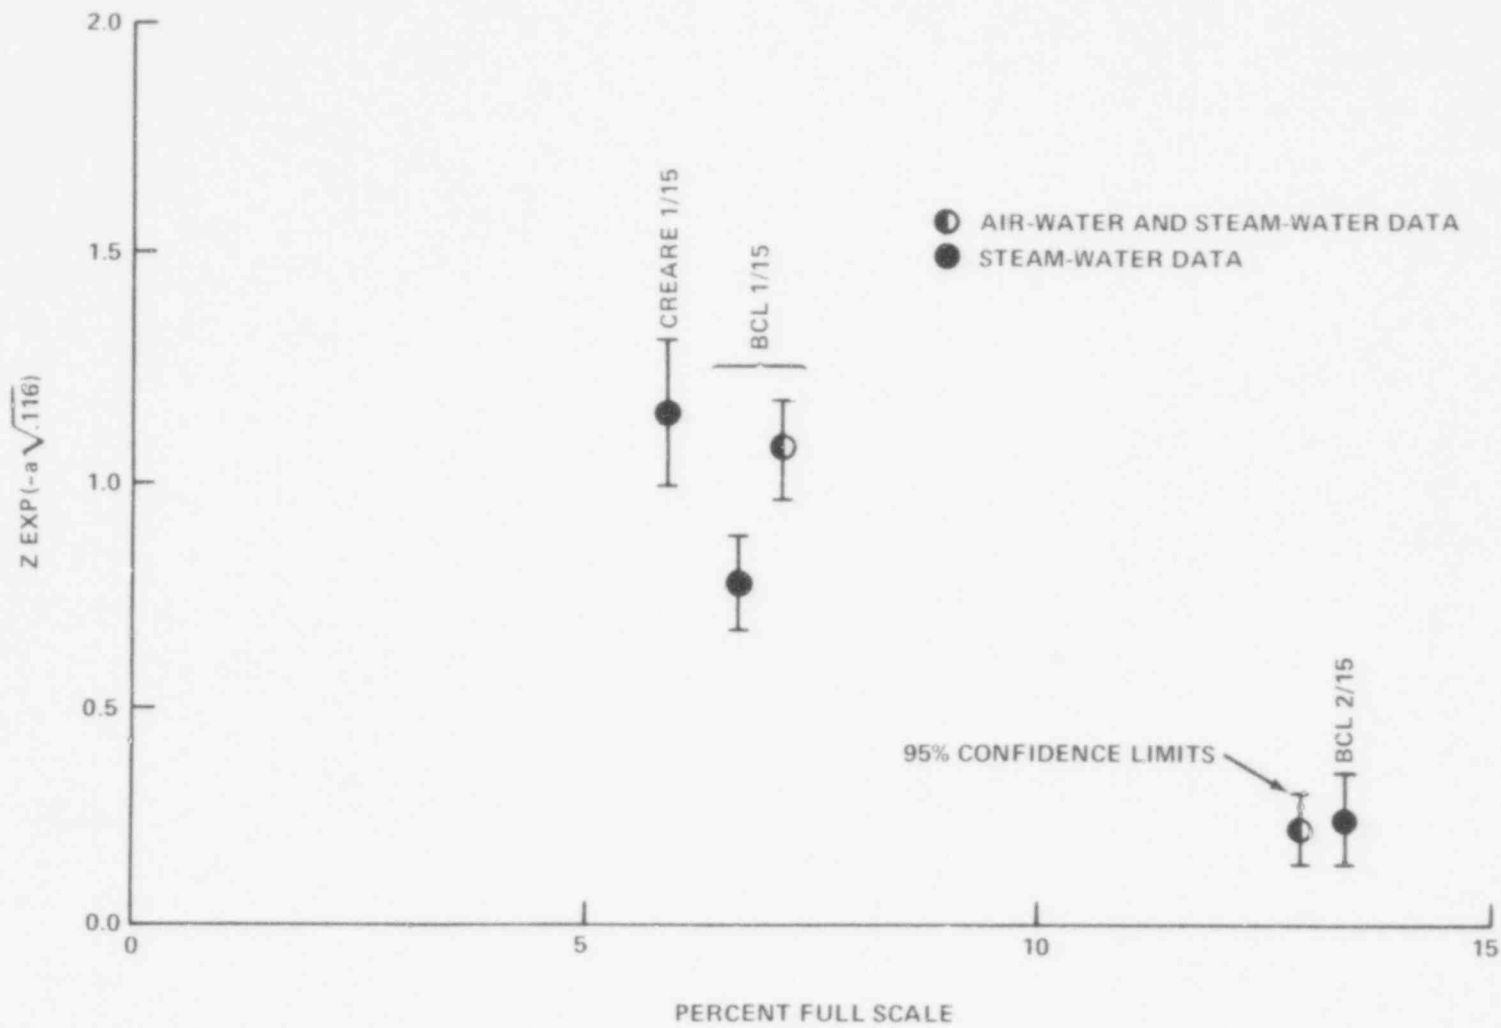 2.0
1.5
1.0
0.5
0.0
Z EXP(-a√.116)
CREARE 1/15
BCL 1/15
AIR-WATER AND STEAM-WATER DATA
STEAM-WATER DATA
95% CONFIDENCE LIMITS
BCL 2/15
0
5
10
15
PERCENT FULL SCALE